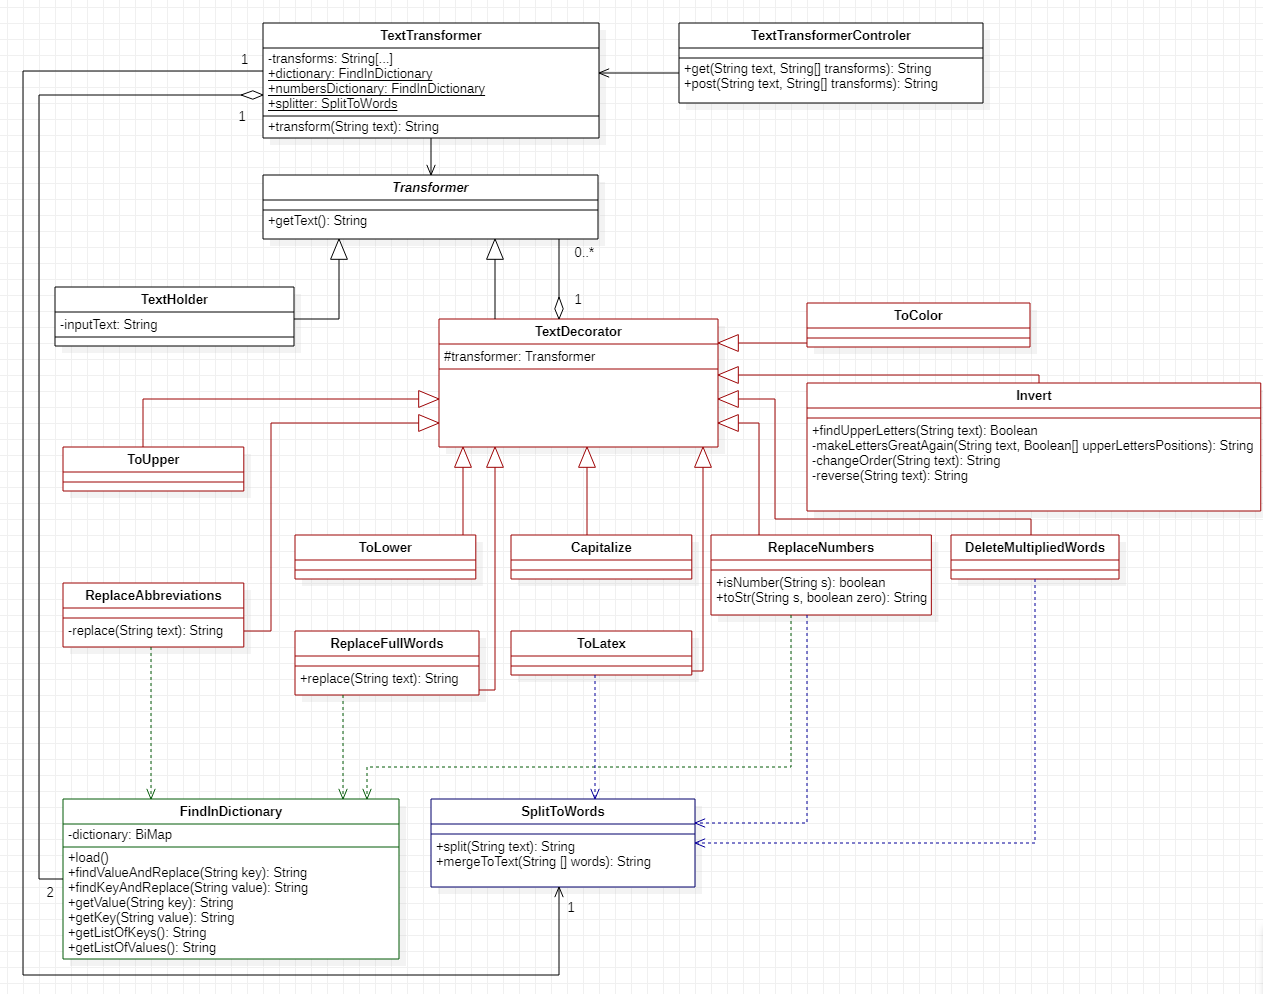 TextTransformer
-transforms: String[...]
+dictionary: FindInDictionary
+numbersDictionary: FindInDictionary
+splitter: SplitToWords
+transform(String text): String
TextTransformerControler
+get(String text, String[] transforms): String
+post(String text, String[] transforms): String
1
1
Transformer
+getText(): String
0..*
1
TextHolder
-inputText: String
TextDecorator
#transformer: Transformer
ToColor
Invert
+findUpperLetters(String text): Boolean
-makeLettersGreatAgain(String text, Boolean[] upperLettersPositions): String
-changeOrder(String text): String
-reverse(String text): String
ToUpper
ToLower
Capitalize
ReplaceNumbers
+isNumber(String s): boolean
+toStr(String s, boolean zero): String
DeleteMultipliedWords
ReplaceAbbreviations
-replace(String text): String
ReplaceFullWords
+replace(String text): String
ToLatex
FindInDictionary
-dictionary: BiMap
+load()
+findValueAndReplace(String key): String
+findKeyAndReplace(String value): String
+getValue(String key): String
+getKey(String value): String
+getListOfKeys(): String
+getListOfValues(): String
2
SplitToWords
+split(String text): String
+mergeToText(String [] words): String
1